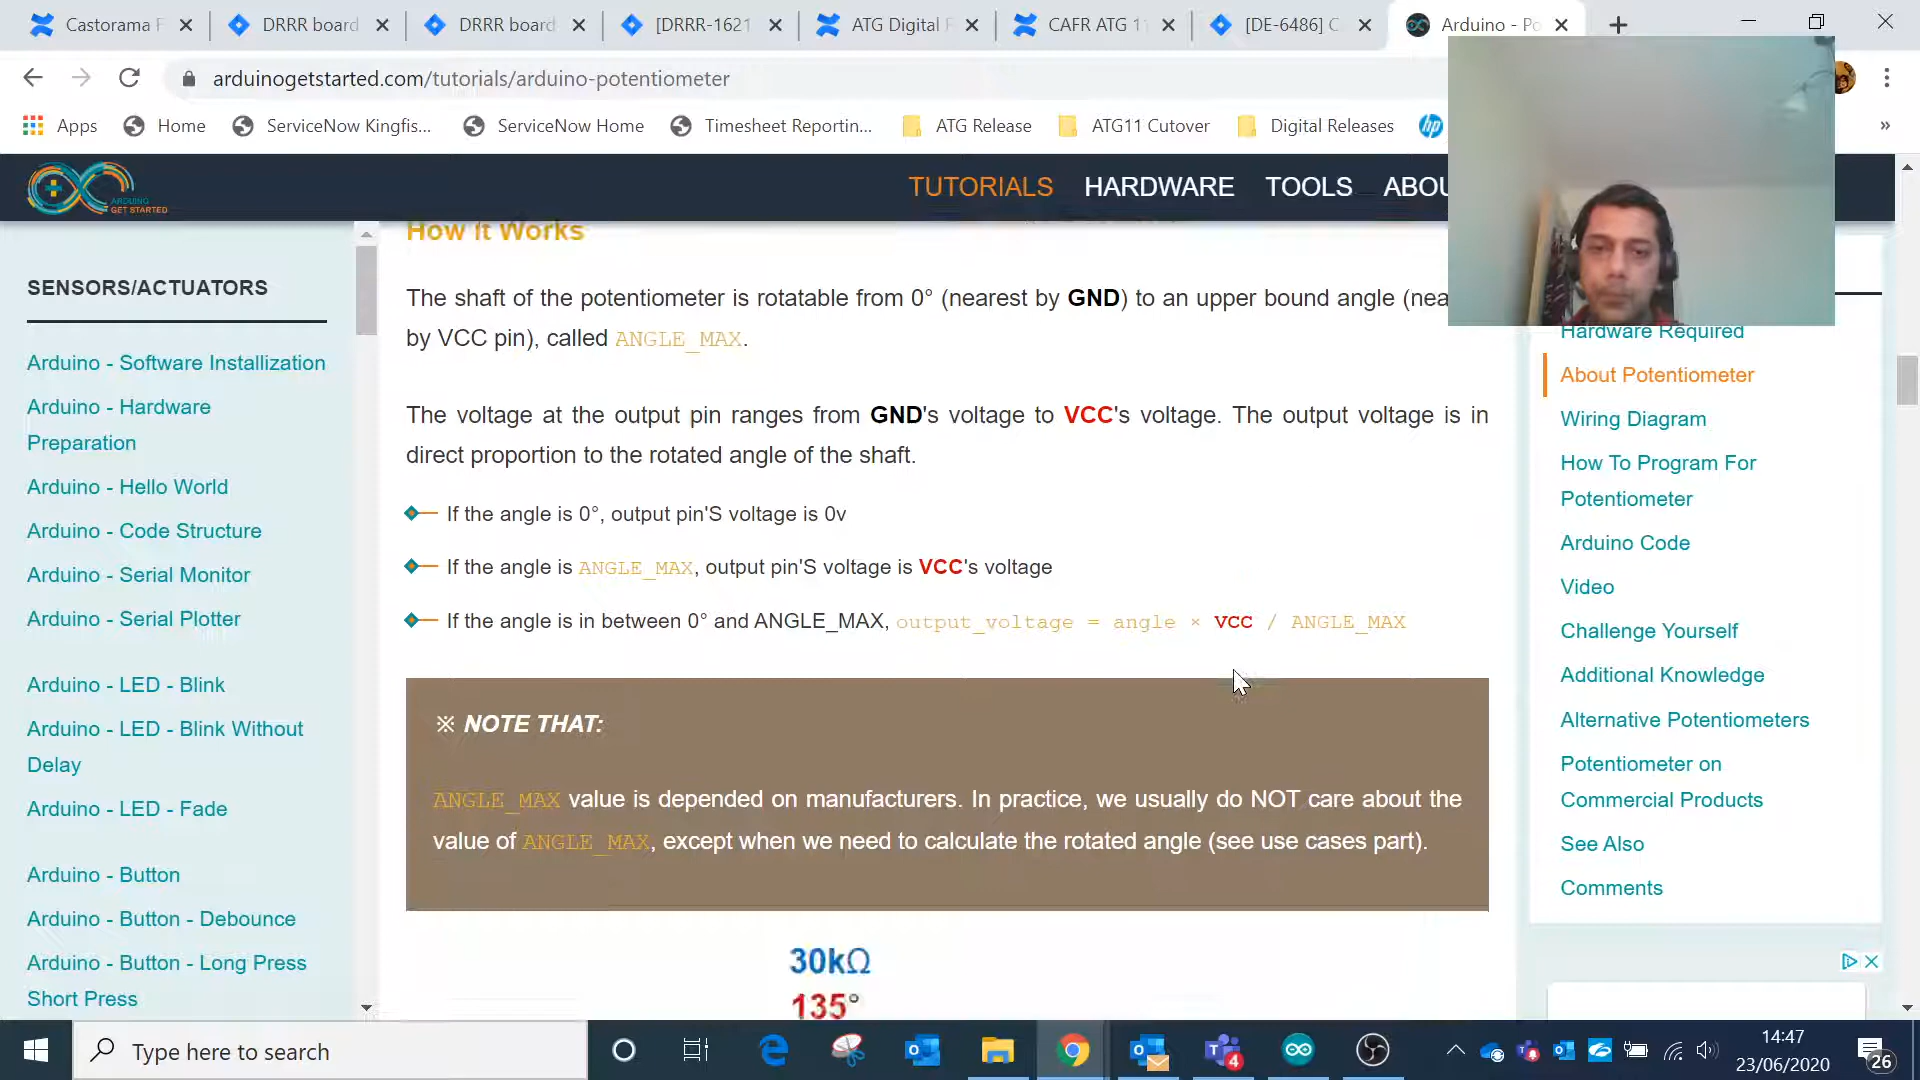 Castorama F
DRRR board
DRRR board
[DRRR-1621
ATG Digital F
CAFR ATG 1
[DE-6486] C
Arduino - Po
arduinogetstarted.com/tutorials/arduino-potentiometer
Apps
Home
ServiceNow Kingfis...
ServiceNow Home
Timesheet Reportin...
ATG Release
ATG11 Cutover
Digital Releases
hp
»
ARDUINO
GET STARTED
TUTORIALS
HARDWARE
TOOLS
ABOU
SENSORS/ACTUATORS
Arduino - Software Installization
Arduino - Hardware
Preparation
Arduino - Hello World
Arduino - Code Structure
Arduino - Serial Monitor
Arduino - Serial Plotter
Arduino - LED - Blink
Arduino - LED - Blink Without
Delay
Arduino - LED - Fade
Arduino - Button
Arduino - Button - Debounce
Arduino - Button - Long Press
Short Press
How It Works
The shaft of the potentiometer is rotatable from 0° (nearest by GND) to an upper bound angle (nea
by VCC pin), called ANGLE_MAX.
The voltage at the output pin ranges from GND's voltage to VCC's voltage. The output voltage is in
direct proportion to the rotated angle of the shaft.
If the angle is 0°, output pin'S voltage is 0v
If the angle is ANGLE_MAX, output pin'S voltage is VCC's voltage
If the angle is in between 0° and ANGLE_MAX, output_voltage = angle × VCC / ANGLE_MAX
※ NOTE THAT:
ANGLE_MAX value is depended on manufacturers. In practice, we usually do NOT care about the
value of ANGLE_MAX, except when we need to calculate the rotated angle (see use cases part).
30kΩ
135°
Hardware Required
About Potentiometer
Wiring Diagram
How To Program For
Potentiometer
Arduino Code
Video
Challenge Yourself
Additional Knowledge
Alternative Potentiometers
Potentiometer on
Commercial Products
See Also
Comments
Type here to search
4
14:47
23/06/2020
26